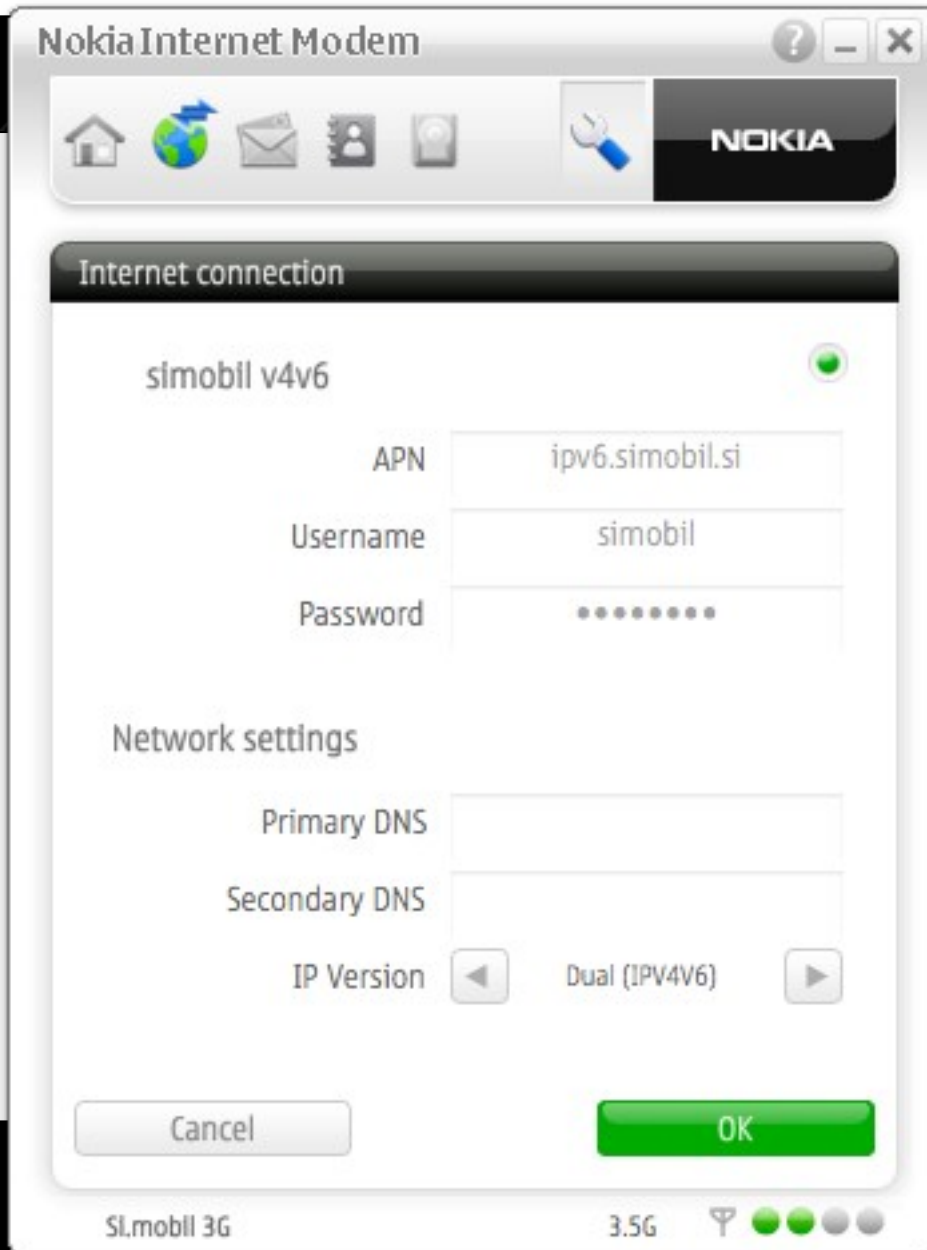 Nokia Internet Modem
NOKIA
Internet connection
simobil v4v6
APN ipv6.simobil.si
Username simobil
Password ••••••••
Network settings
Primary DNS
Secondary DNS
IP Version Dual (IPV4V6)
Cancel OK
Si.mobil 3G 3.5G